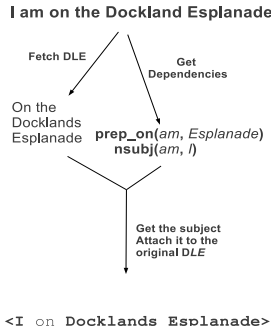 I am on the Dockland Esplanade
Fetch DLE
Get
Dependencies
On the
Docklands
Esplanade
prep_on(am, Esplanade)
nsubj(am, I)
Get the subject
Attach it to the
original DLE
<I on Docklands Esplanade>